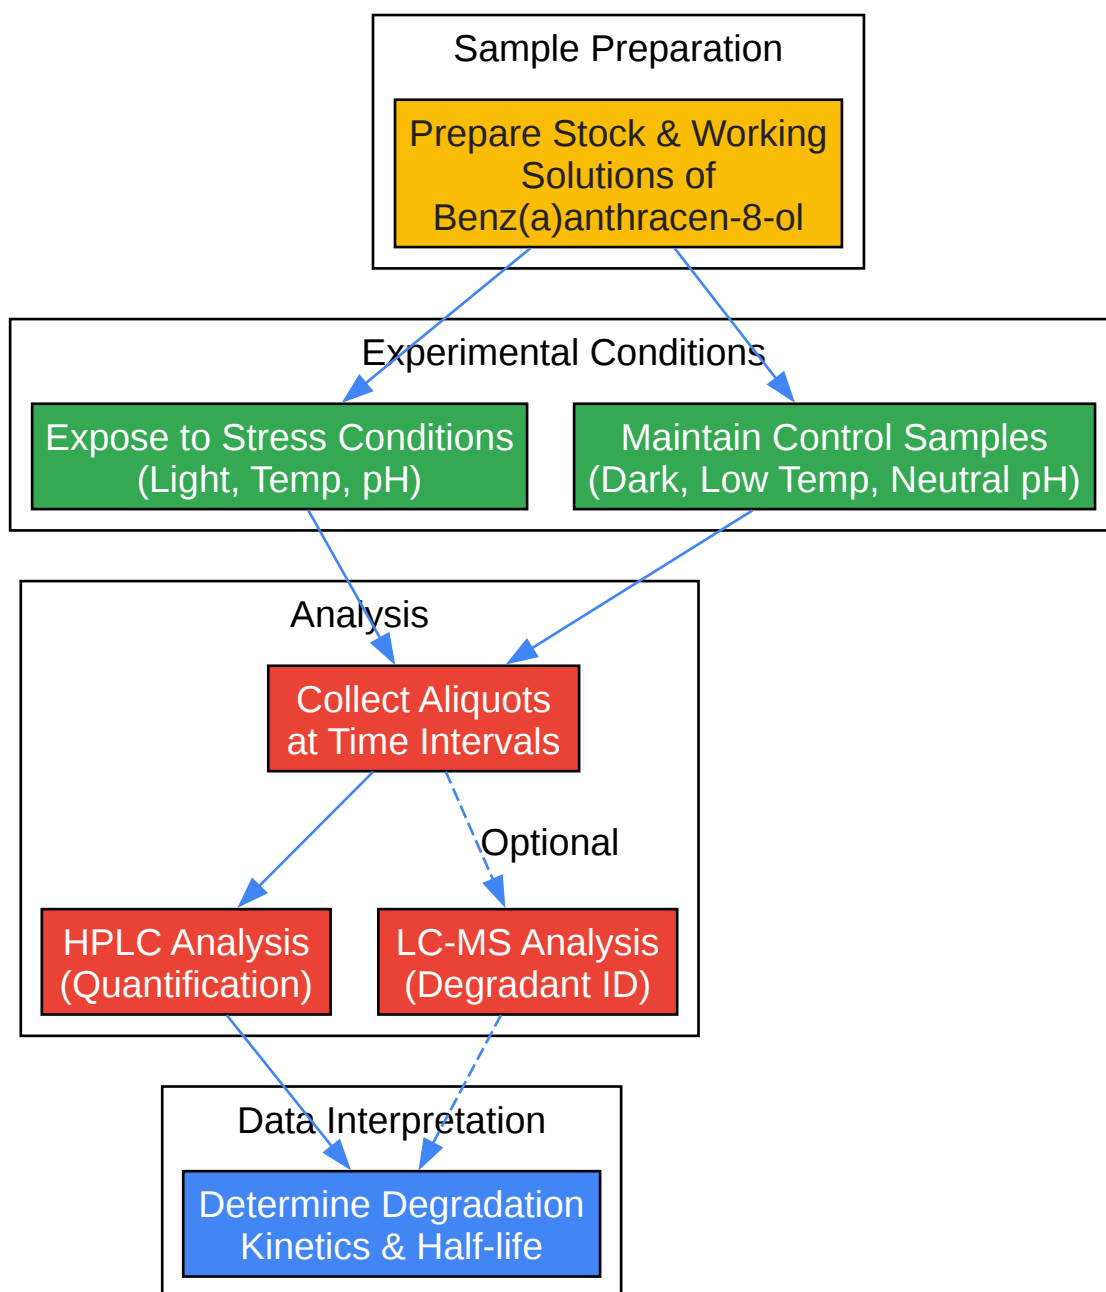 Sample Preparation
Prepare Stock & Working
Solutions of
Benz(a)anthracen-8-ol
Experimental Conditions
Expose to Stress Conditions
(Light, Temp, pH)
Maintain Control Samples
(Dark, Low Temp, Neutral pH)
Analysis
Collect Aliquots
at Time Intervals
Optional
HPLC Analysis
(Quantification)
LC-MS Analysis
(Degradant ID)
Data Interpretation
Determine Degradation
Kinetics & Half-life